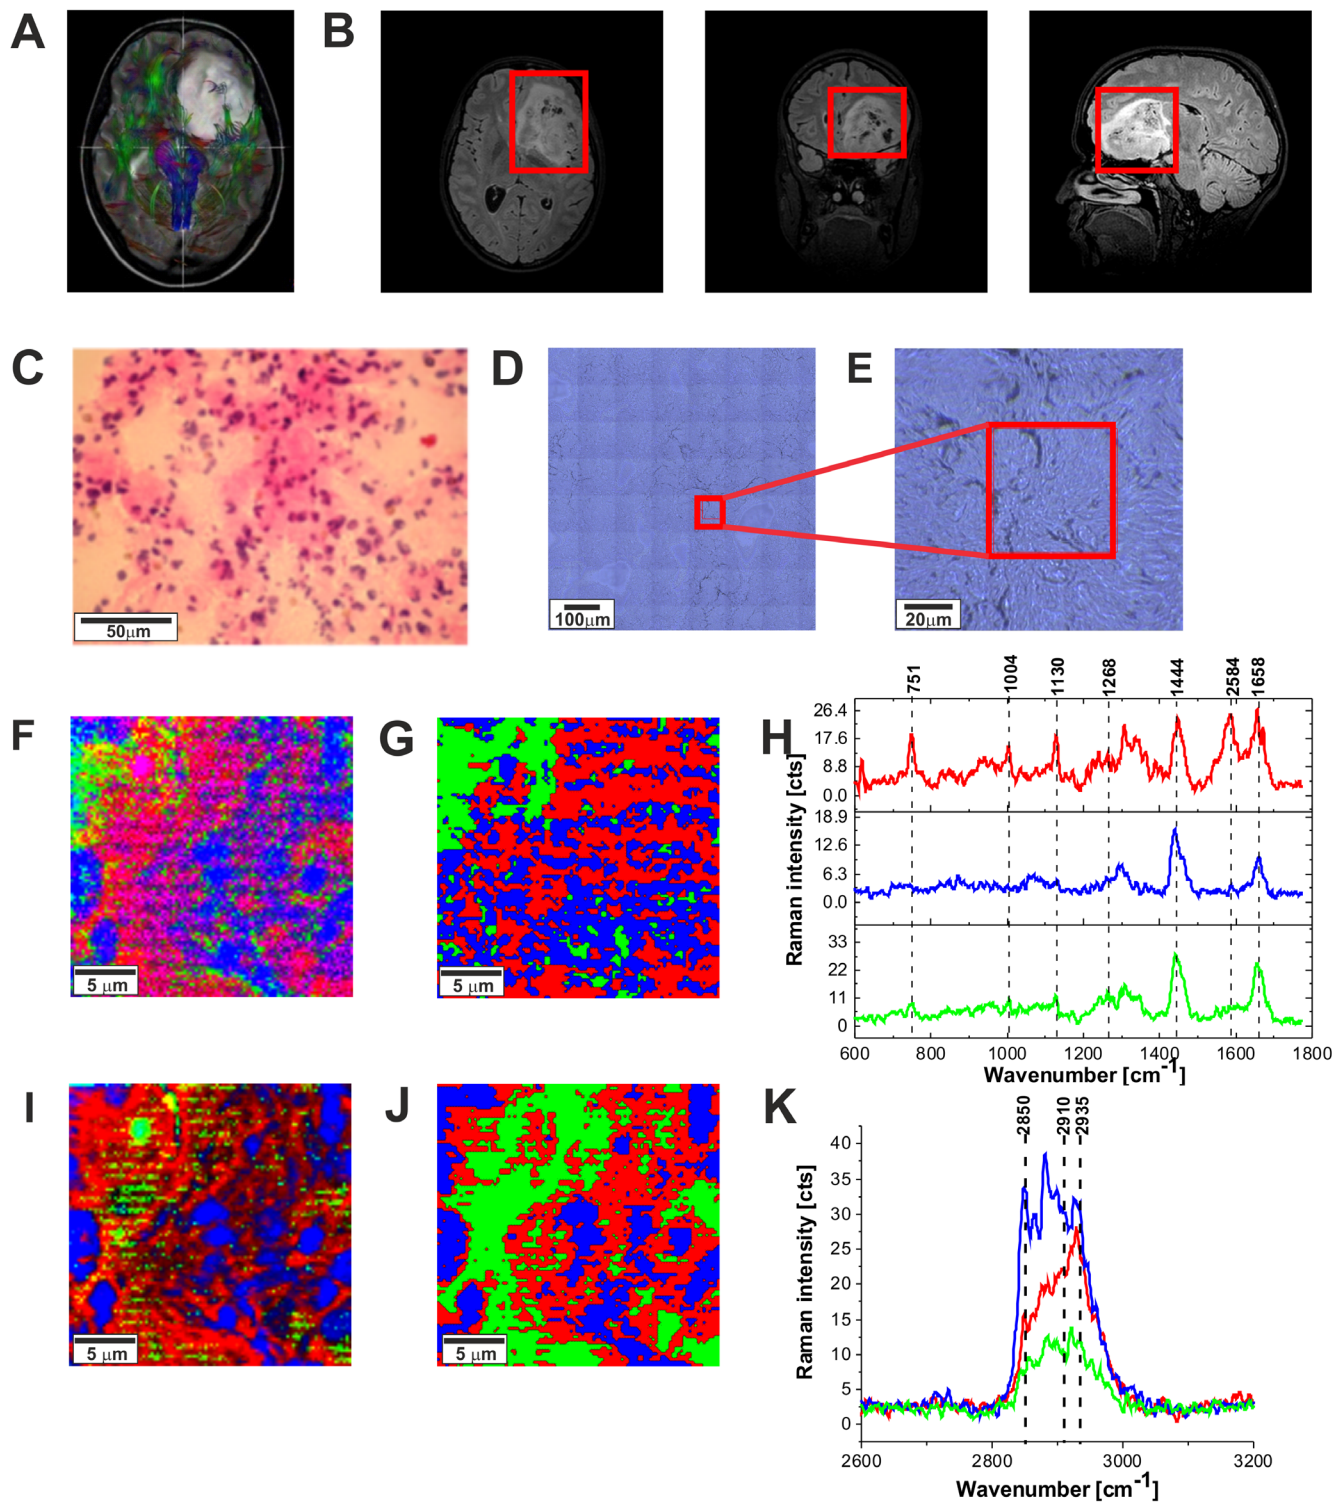 A
B
C
D
E
50μm
100μm
20μm
F
G
H
5 μm
5 μm
751
1004
1130
1268
1444
2584
1658
26.4
17.6
8.8
0.0
18.9
12.6
6.3
0.0
33
22
11
0
Raman intensity [cts]
600 800 1000 1200 1400 1600 1800
Wavenumber [cm-1]
I
J
K
5 μm
5 μm
2850
2910
2935
40
35
30
25
20
15
10
5
0
Raman intensity [cts]
2600 2800 3000 3200
Wavenumber [cm-1]